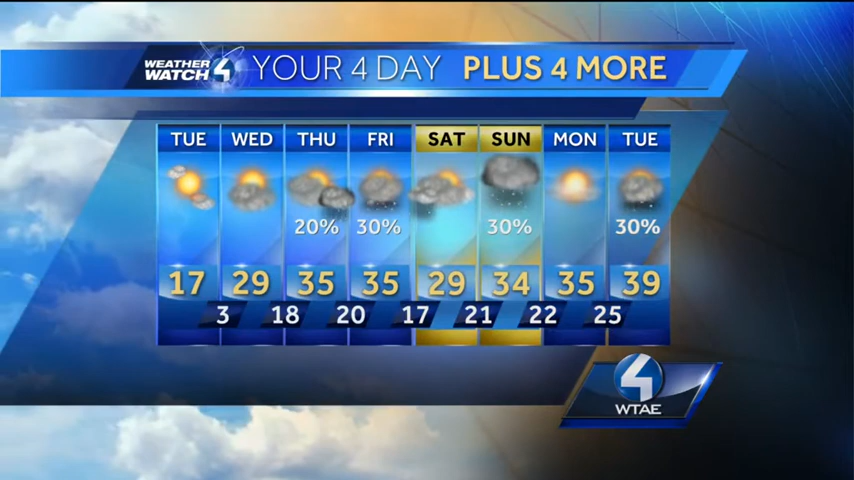 WEATHER WATCH 4 YOUR 4 DAY PLUS 4 MORE
TUE WED THU FRI SAT SUN MON TUE
20% 30% 30% 30%
17 29 35 35 29 34 35 39
3 18 20 17 21 22 25
4
WTAE